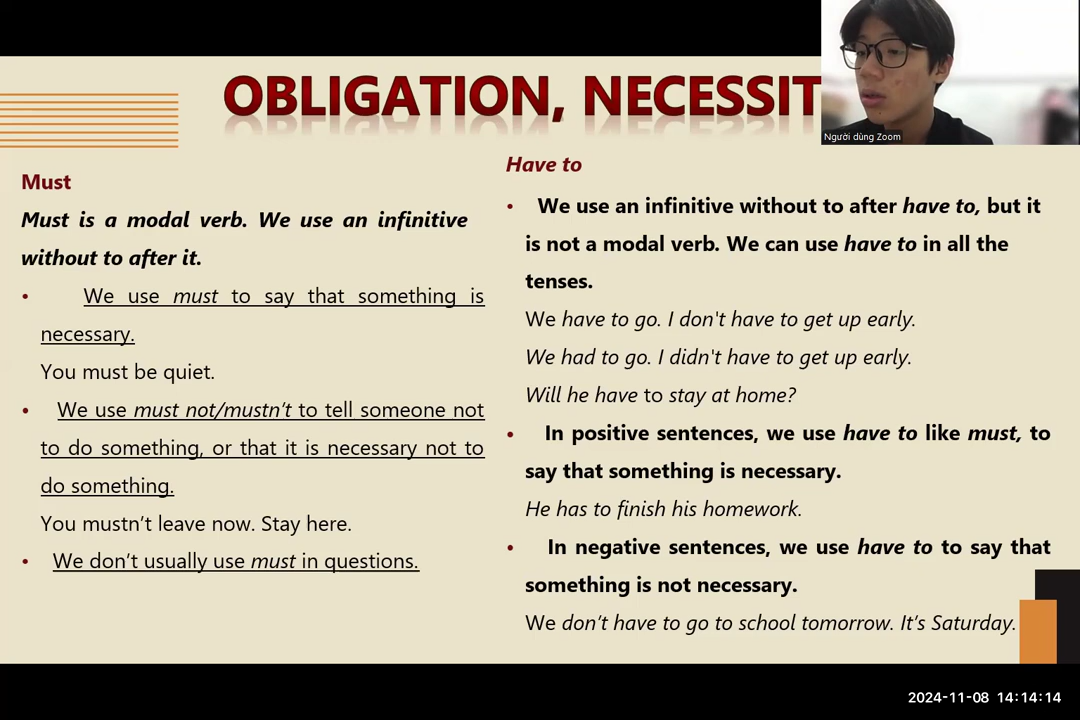 OBLIGATION, NECESSIT
Người dùng Zoom
Must
Must is a modal verb. We use an infinitive
without to after it.
• We use must to say that something is
necessary.
You must be quiet.
• We use must not/mustn’t to tell someone not
to do something, or that it is necessary not to
do something.
You mustn’t leave now. Stay here.
• We don’t usually use must in questions.
Have to
• We use an infinitive without to after have to, but it
is not a modal verb. We can use have to in all the
tenses.
We have to go. I don't have to get up early.
We had to go. I didn't have to get up early.
Will he have to stay at home?
• In positive sentences, we use have to like must, to
say that something is necessary.
He has to finish his homework.
• In negative sentences, we use have to to say that
something is not necessary.
We don’t have to go to school tomorrow. It’s Saturday.
2024-11-08 14:14:14